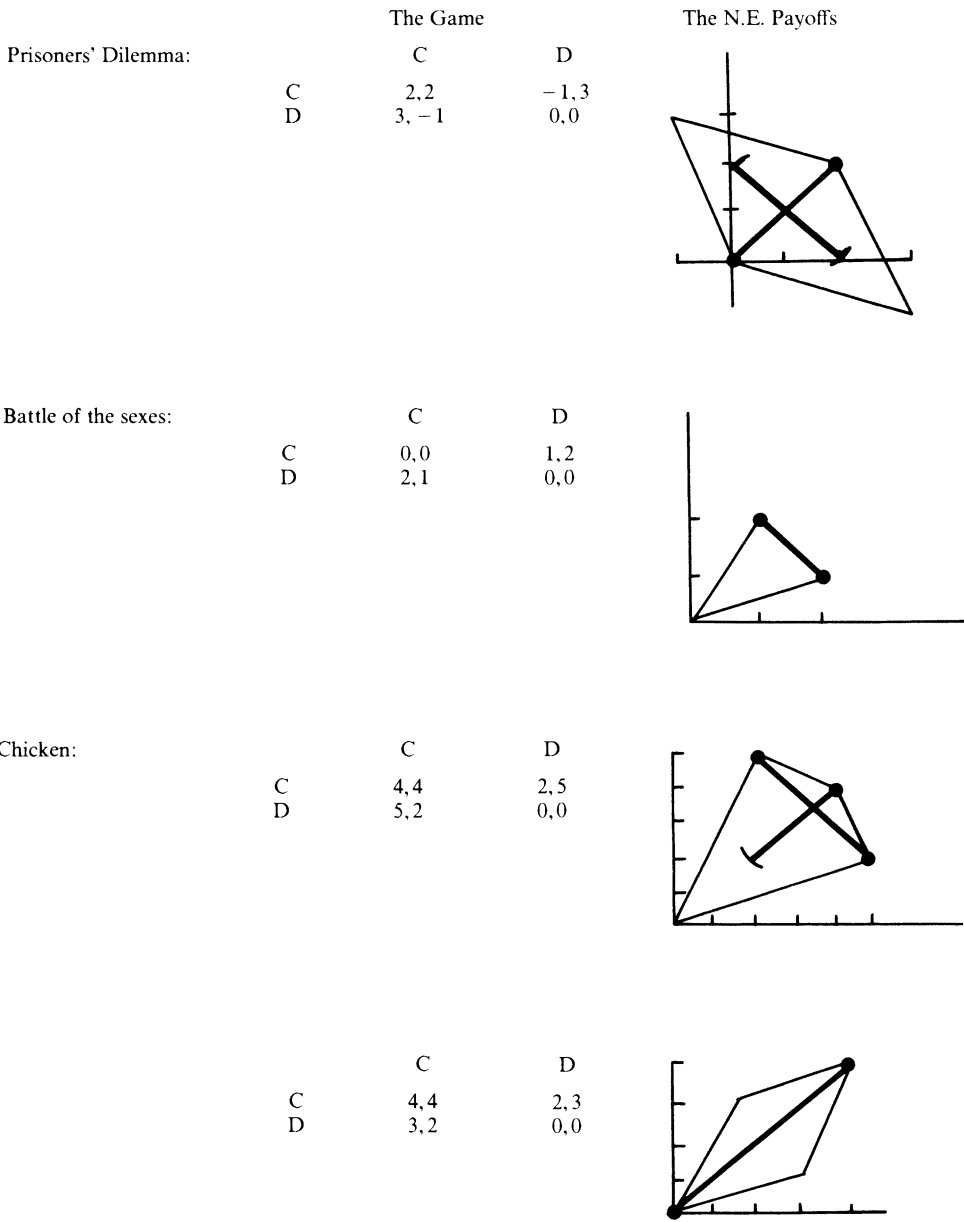 The Game The N.E. Payoffs
Prisoners' Dilemma: C D
C 2,2 −1,3
D 3, −1 0,0
Battle of the sexes: C D
C 0,0 1,2
D 2,1 0,0
Chicken: C D
C 4,4 2,5
D 5,2 0,0
C D
C 4,4 2,3
D 3,2 0,0